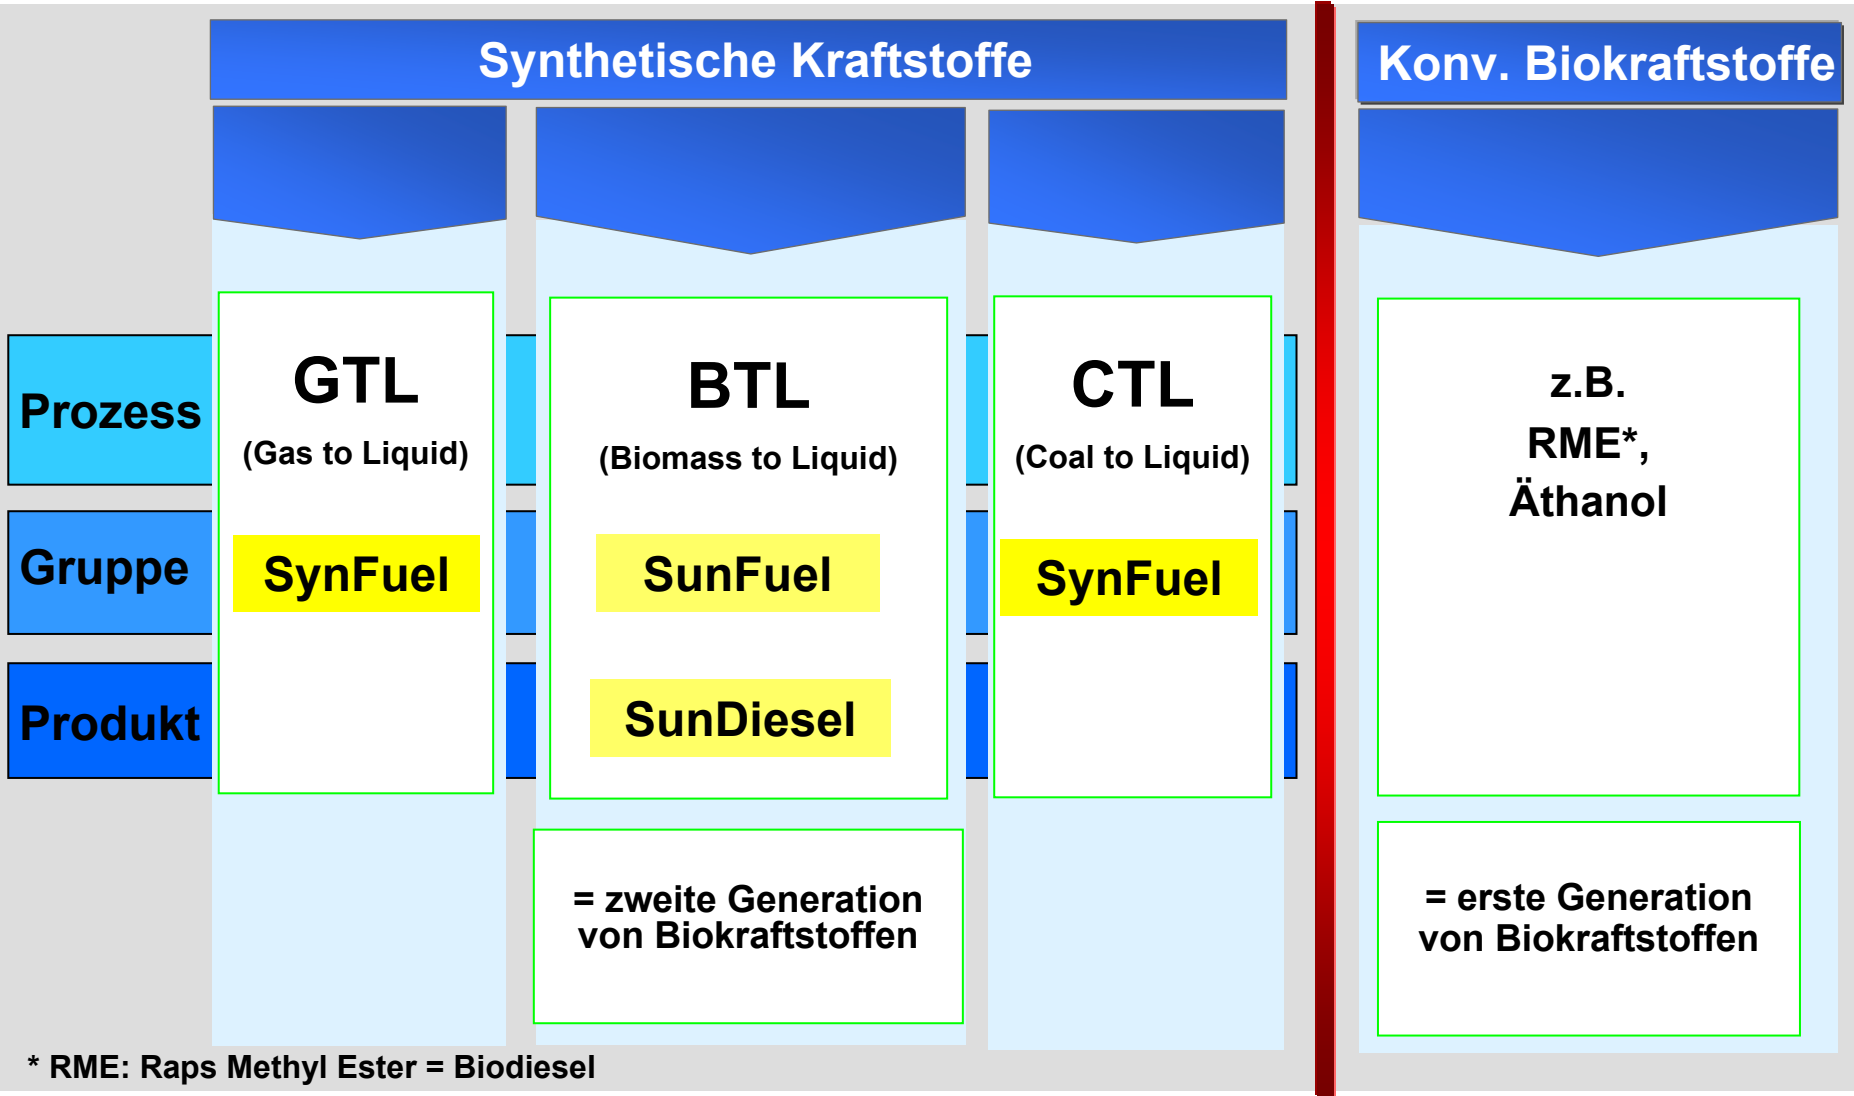 Synthetische Kraftstoffe
Konv. Biokraftstoffe
Prozess
GTL
(Gas to Liquid)
BTL
(Biomass to Liquid)
CTL
(Coal to Liquid)
z.B.
RME*,
Äthanol
Gruppe
SynFuel
SunFuel
SynFuel
Produkt
SunDiesel
= zweite Generation
von Biokraftstoffen
= erste Generation
von Biokraftstoffen
* RME: Raps Methyl Ester = Biodiesel